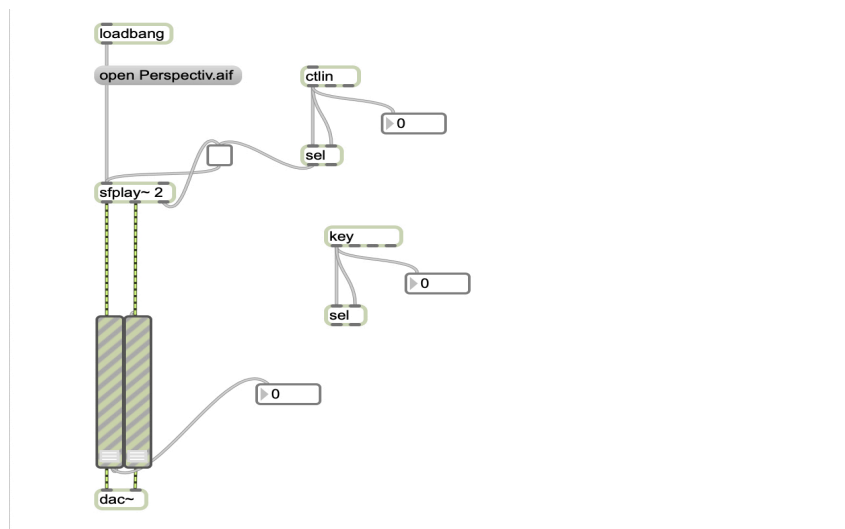 loadbang
open Perspectiv.aif
ctlin
0
sel
sfplay~ 2
key
0
sel
0
dac~